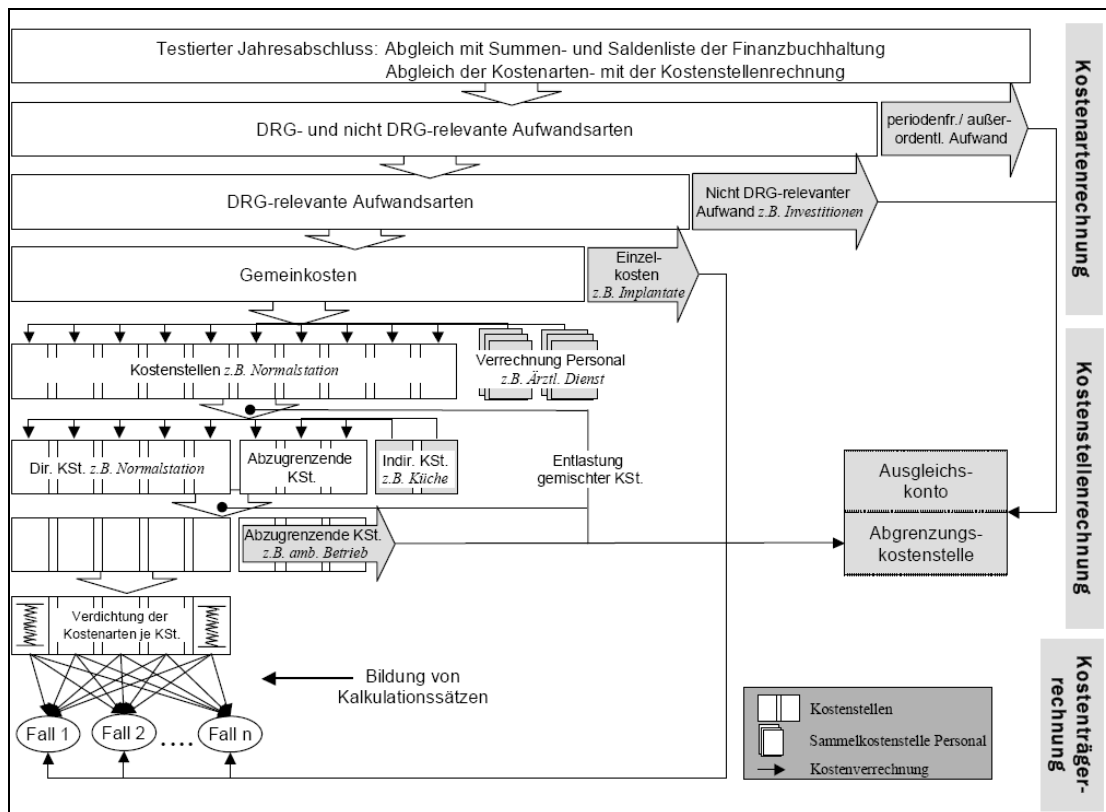 Testierter Jahresabschluss: Abgleich mit Summen- und Saldenliste der Finanzbuchhaltung
Abgleich der Kostenarten- mit der Kostenstellenrechnung
DRG- und nicht DRG-relevante Aufwandsarten
periodenfr./ außer-
ordentl. Aufwand
DRG-relevante Aufwandsarten
Nicht DRG-relevanter
Aufwand z.B. Investitionen
Gemeinkosten
Einzel-
kosten
z.B. Implantate
Kostenartenrechnung
Kostenstellen z.B. Normalstation
Verrechnung Personal
z.B. Ärztl. Dienst
Dir. KSt. z.B. Normalstation
Abzugrenzende
KSt.
Indir. KSt.
z.B. Küche
Entlastung
gemischter KSt.
Ausgleichs-
konto
Abgrenzungs-
kostenstelle
Abzugrenzende KSt.
z.B. amb. Betrieb
Kostenstellenrechnung
Verdichtung der
Kostenarten je KSt.
Bildung von
Kalkulationssätzen
Fall 1
Fall 2
....
Fall n
Kostenstellen
Sammelkostenstelle Personal
Kostenverrechnung
Kostenträger-
rechnung